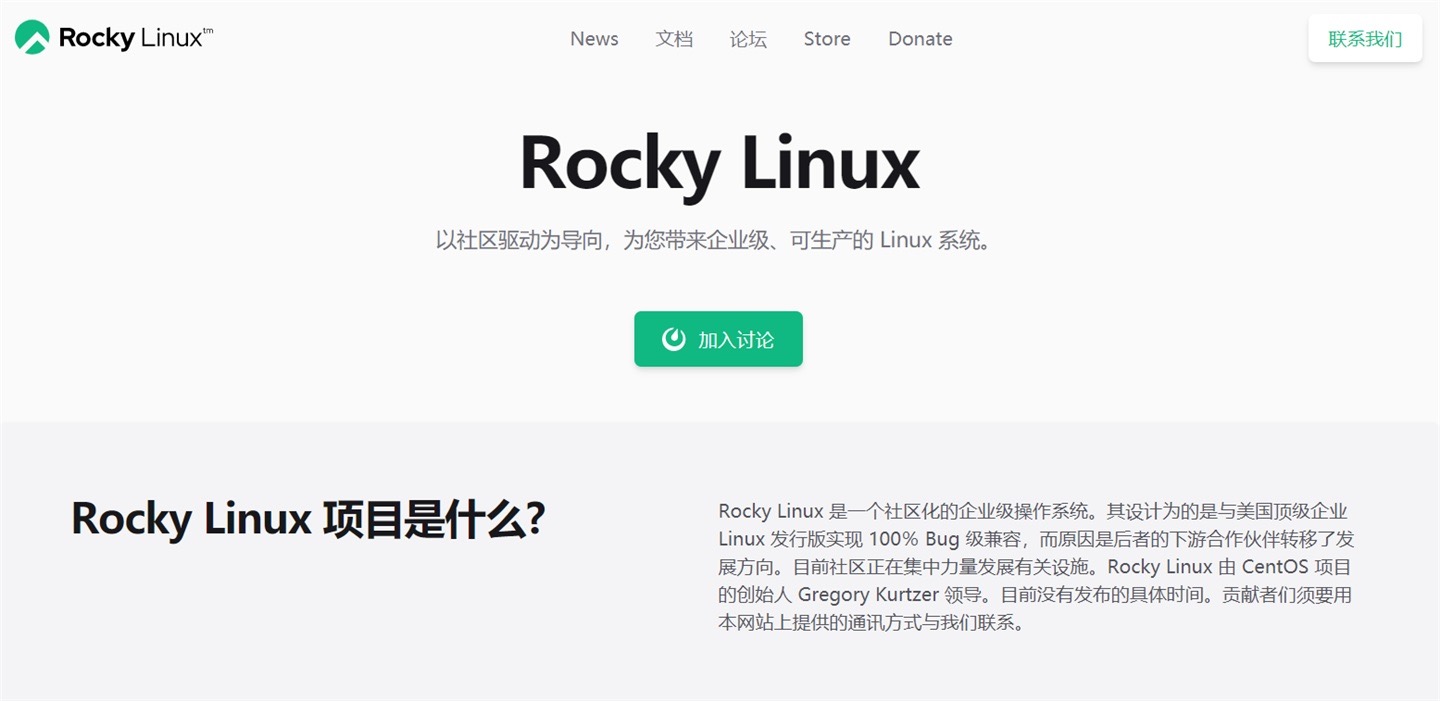 Rocky Linux™
News 文档 论坛 Store Donate
联系我们
Rocky Linux
以社区驱动为导向，为您带来企业级、可生产的 Linux 系统。
加入讨论
Rocky Linux 项目是什么？
Rocky Linux 是一个社区化的企业级操作系统。其设计为的是与美国顶级企业
Linux 发行版实现 100% Bug 级兼容，而原因是后者的下游合作伙伴转移了发
展方向。目前社区正在集中力量发展有关设施。Rocky Linux 由 CentOS 项目
的创始人 Gregory Kurtzer 领导。目前没有发布的具体时间。贡献者们须要用
本网站上提供的通讯方式与我们联系。